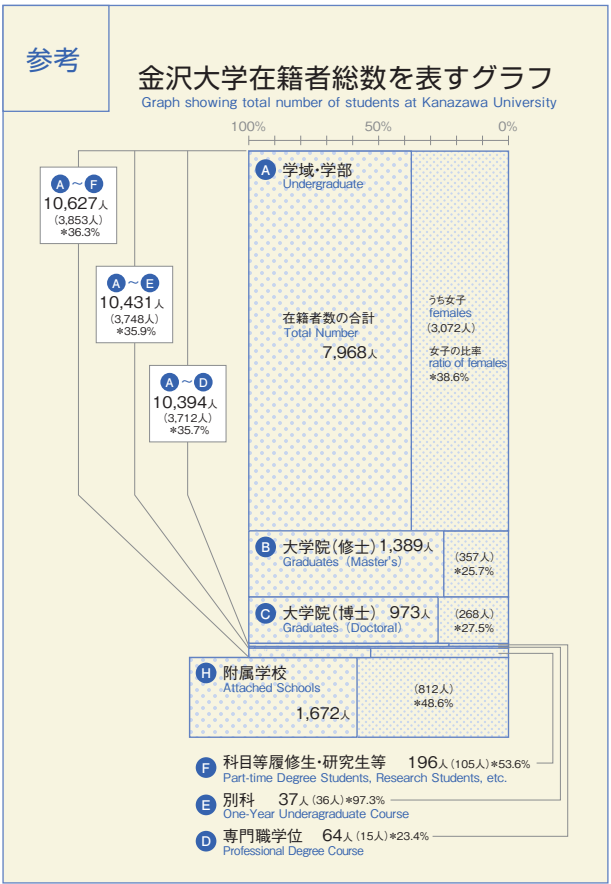 参考
金沢大学在籍者総数を表すグラフ
Graph showing total number of students at Kanazawa University
100% 50% 0%
A 学域・学部
Undergraduate
在籍者数の合計
Total Number
7,968人
うち女子
females
(3,072人)
女子の比率
ratio of females
*38.6%
A~F
10,627人
(3,853人)
*36.3%
A~E
10,431人
(3,748人)
*35.9%
A~D
10,394人
(3,712人)
*35.7%
B 大学院(修士) 1,389人
Graduates (Master's)
(357人)
*25.7%
C 大学院(博士) 973人
Graduates (Doctoral)
(268人)
*27.5%
H 附属学校
Attached Schools
1,672人
(812人)
*48.6%
F 科目等履修生・研究生等 196人(105人)*53.6%
Part-time Degree Students, Research Students, etc.
E 別科 37人(36人)*97.3%
One-Year Underagraduate Course
D 専門職学位 64人(15人)*23.4%
Professional Degree Course